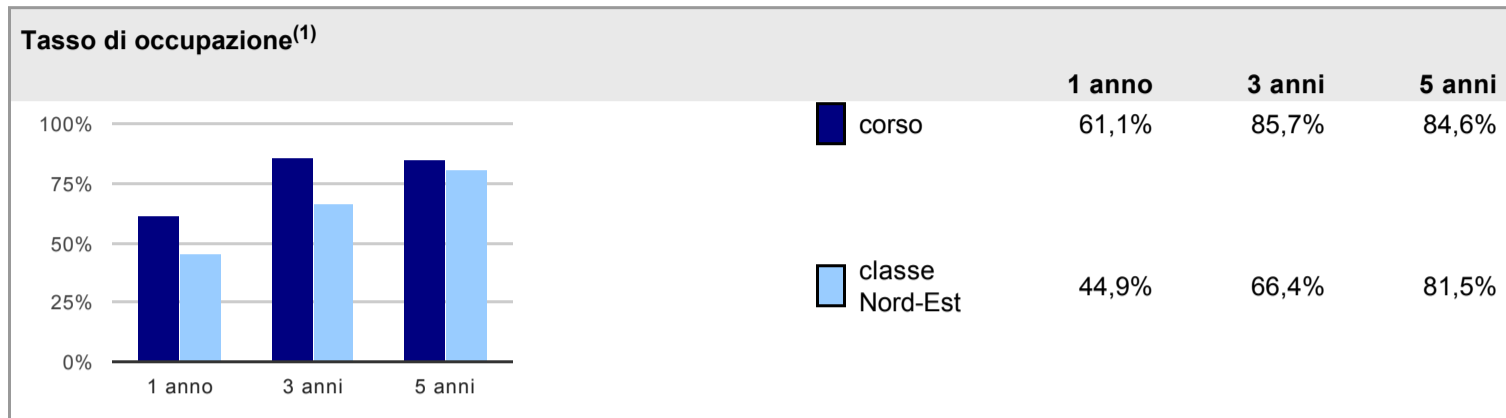 Tasso di occupazione(1)
1 anno 3 anni 5 anni
100%
75%
50%
25%
0%
1 anno 3 anni 5 anni
corso 61,1% 85,7% 84,6%
classe
Nord-Est 44,9% 66,4% 81,5%